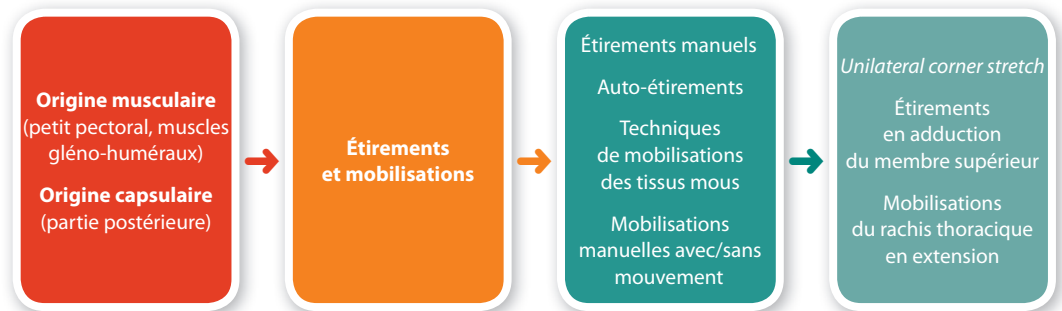 Origine musculaire
(petit pectoral, muscles
gléno-huméraux)
Origine capsulaire
(partie postérieure)
Étirements
et mobilisations
Étirements manuels
Auto-étirements
Techniques
de mobilisations
des tissus mous
Mobilisations
manuelles avec/sans
mouvement
Unilateral corner stretch
Étirements
en adduction
du membre supérieur
Mobilisations
du rachis thoracique
en extension